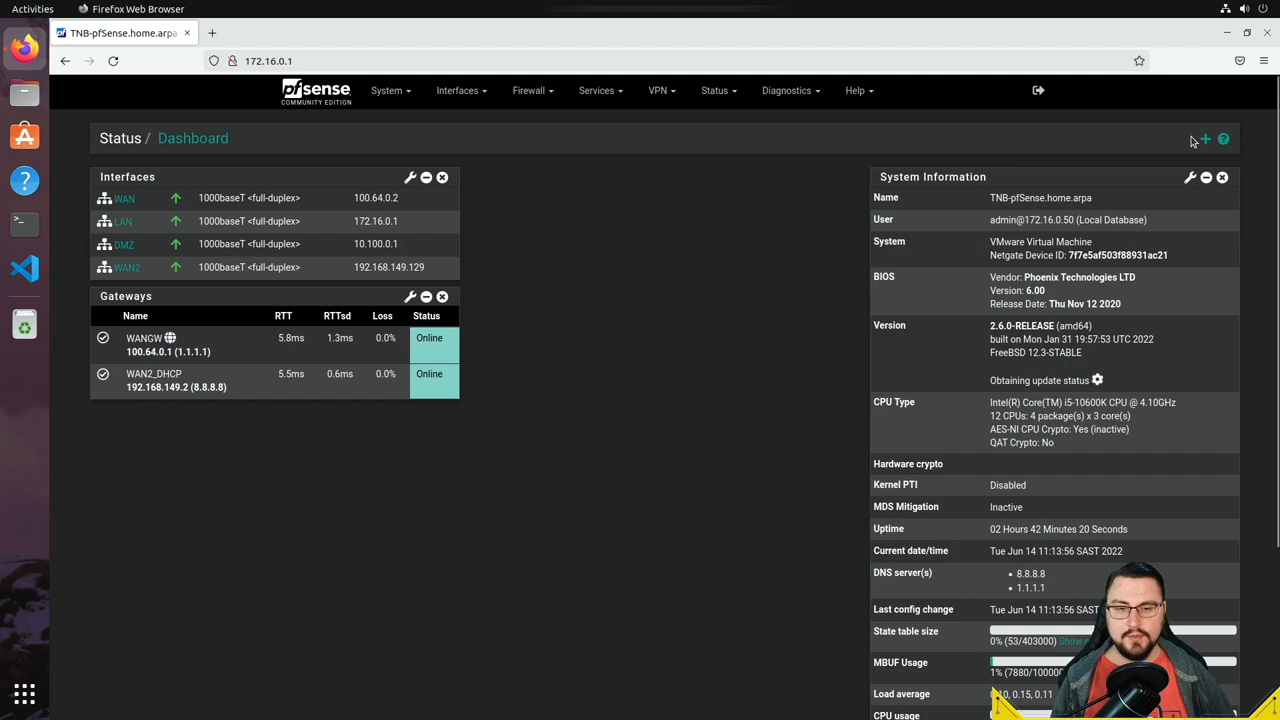 Activities
Firefox Web Browser
TNB-pfSense.home.arpa
172.16.0.1
pfsense
COMMUNITY EDITION
System
Interfaces
Firewall
Services
VPN
Status
Diagnostics
Help
Status / Dashboard
Interfaces
WAN 1000baseT <full-duplex> 100.64.0.2
LAN 1000baseT <full-duplex> 172.16.0.1
DMZ 1000baseT <full-duplex> 10.100.0.1
WAN2 1000baseT <full-duplex> 192.168.149.129
Gateways
Name RTT RTTsd Loss Status
WANGW 5.8ms 1.3ms 0.0% Online
100.64.0.1 (1.1.1.1)
WAN2_DHCP 5.5ms 0.6ms 0.0% Online
192.168.149.2 (8.8.8.8)
System Information
Name TNB-pfSense.home.arpa
User admin@172.16.0.50 (Local Database)
System VMware Virtual Machine
Netgate Device ID: 7f7e5af503f88931ac21
BIOS Vendor: Phoenix Technologies LTD
Version: 6.00
Release Date: Thu Nov 12 2020
Version 2.6.0-RELEASE (amd64)
built on Mon Jan 31 19:57:53 UTC 2022
FreeBSD 12.3-STABLE
Obtaining update status
CPU Type Intel(R) Core(TM) i5-10600K CPU @ 4.10GHz
12 CPUs: 4 package(s) x 3 core(s)
AES-NI CPU Crypto: Yes (inactive)
QAT Crypto: No
Hardware crypto
Kernel PTI Disabled
MDS Mitigation Inactive
Uptime 02 Hours 42 Minutes 20 Seconds
Current date/time Tue Jun 14 11:13:56 SAST 2022
DNS server(s) • 8.8.8.8
• 1.1.1.1
Last config change Tue Jun 14 11:13:56 SAST
State table size
0% (53/403000) Show
MBUF Usage
1% (7880/100000
Load average 0.15, 0.11
CPU usage